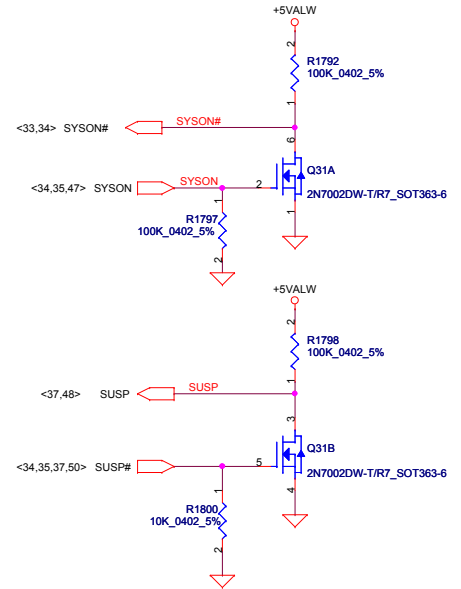 +5VALW
2
R1792
100K_0402_5%
1
<33,34> SYSON# SYSON#
6
Q31A
<34,35,47> SYSON SYSON 2
2N7002DW-T/R7_SOT363-6
1
R1797
100K_0402_5%
1
2
+5VALW
2
R1798
100K_0402_5%
1
<37,48> SUSP SUSP
3
Q31B
<34,35,37,50> SUSP# 5
2N7002DW-T/R7_SOT363-6
4
1
R1800
10K_0402_5%
2